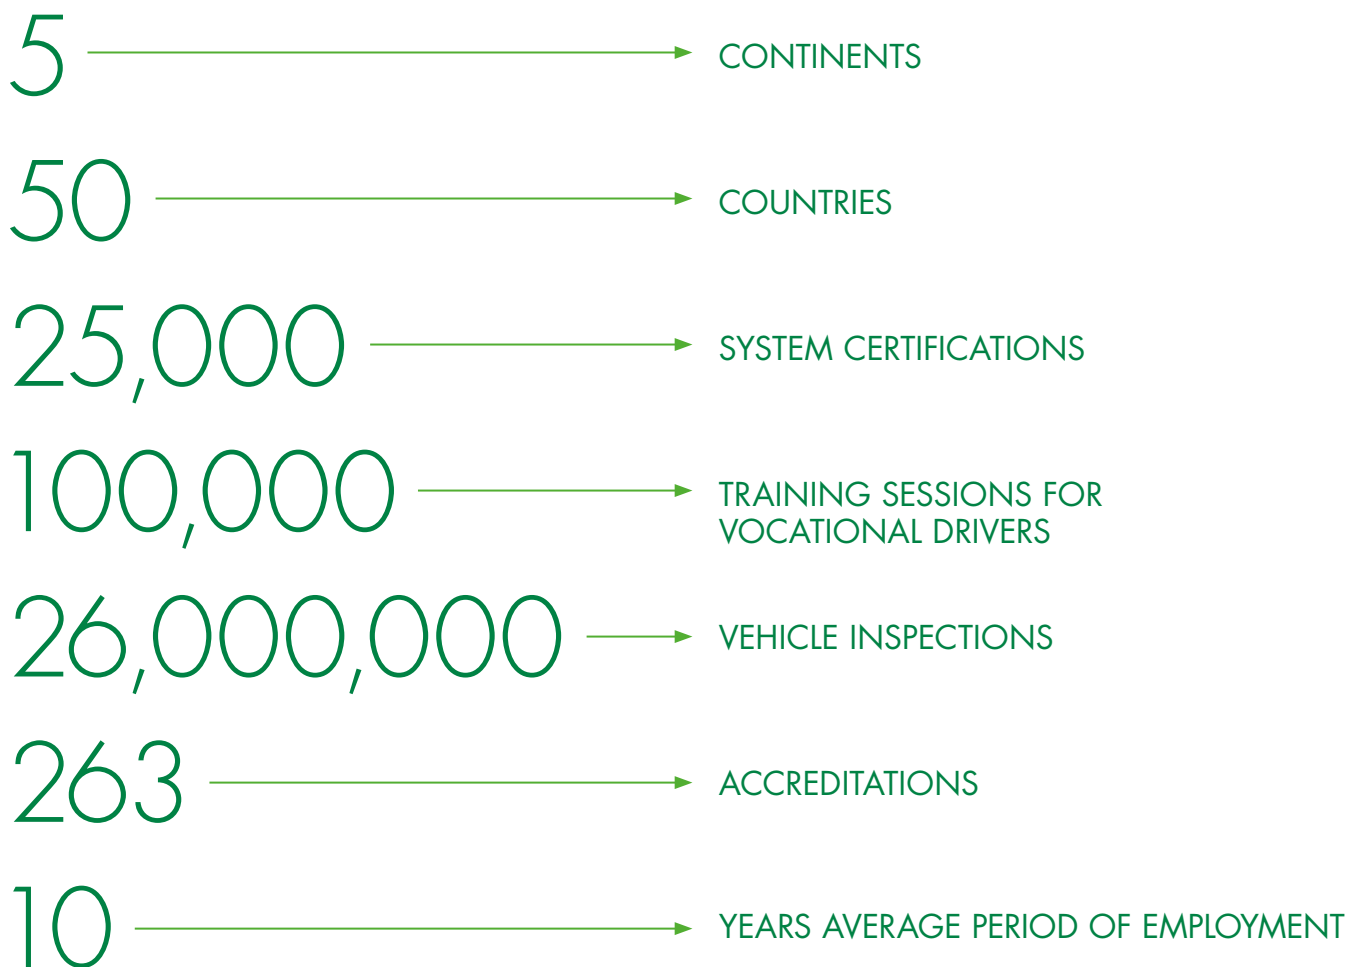 5 CONTINENTS
50 COUNTRIES
25,000 SYSTEM CERTIFICATIONS
100,000 TRAINING SESSIONS FOR
VOCATIONAL DRIVERS
26,000,000 VEHICLE INSPECTIONS
263 ACCREDITATIONS
10 YEARS AVERAGE PERIOD OF EMPLOYMENT